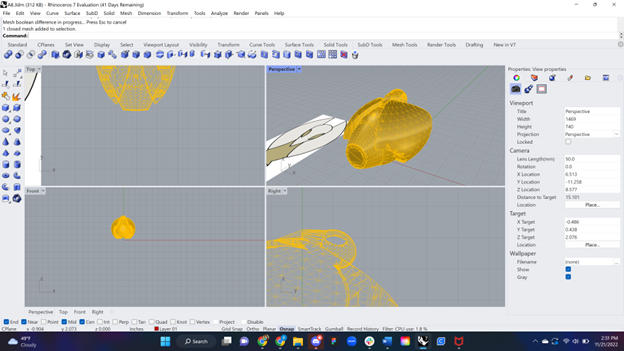 A8.3dm (312 KB) - Rhinoceros 7 Evaluation (41 Days Remaining)
File Edit View Curve Surface SubD Solid Mesh Dimension Transform Tools Analyze Render Panels Help
Mesh boolean difference in progress... Press Esc to cancel
1 closed mesh added to selection.
Command:
Standard CPlanes Set View Display Select Viewport Layout Visibility Transform Curve Tools Surface Tools Solid Tools SubD Tools Mesh Tools Render Tools Drafting New in V7
Top
Perspective
Front
Right
Properties: View properties
Viewport
Title Perspective
Width 1469
Height 740
Projection Perspective
Locked
Camera
Lens Length(mm) 50.0
Rotation 0.0
X Location 6.513
Y Location -11.258
Z Location 8.577
Distance to Target 15.101
Location Place...
Target
X Target -0.486
Y Target 0.438
Z Target 2.076
Location Place...
Wallpaper
Filename (none)
Show
Gray
Perspective Top Front Right
End Near Point Mid Cen Int Perp Tan Quad Knot Vertex Project Disable
CPlane x -0.904 y 2.073 z 0.000 Inches Layer 01 Grid Snap Ortho Planar Osnap SmartTrack Gumball Record History Filter CPU use: 1.8 %
49°F
Cloudy
Search
2:31 PM
11/21/2022